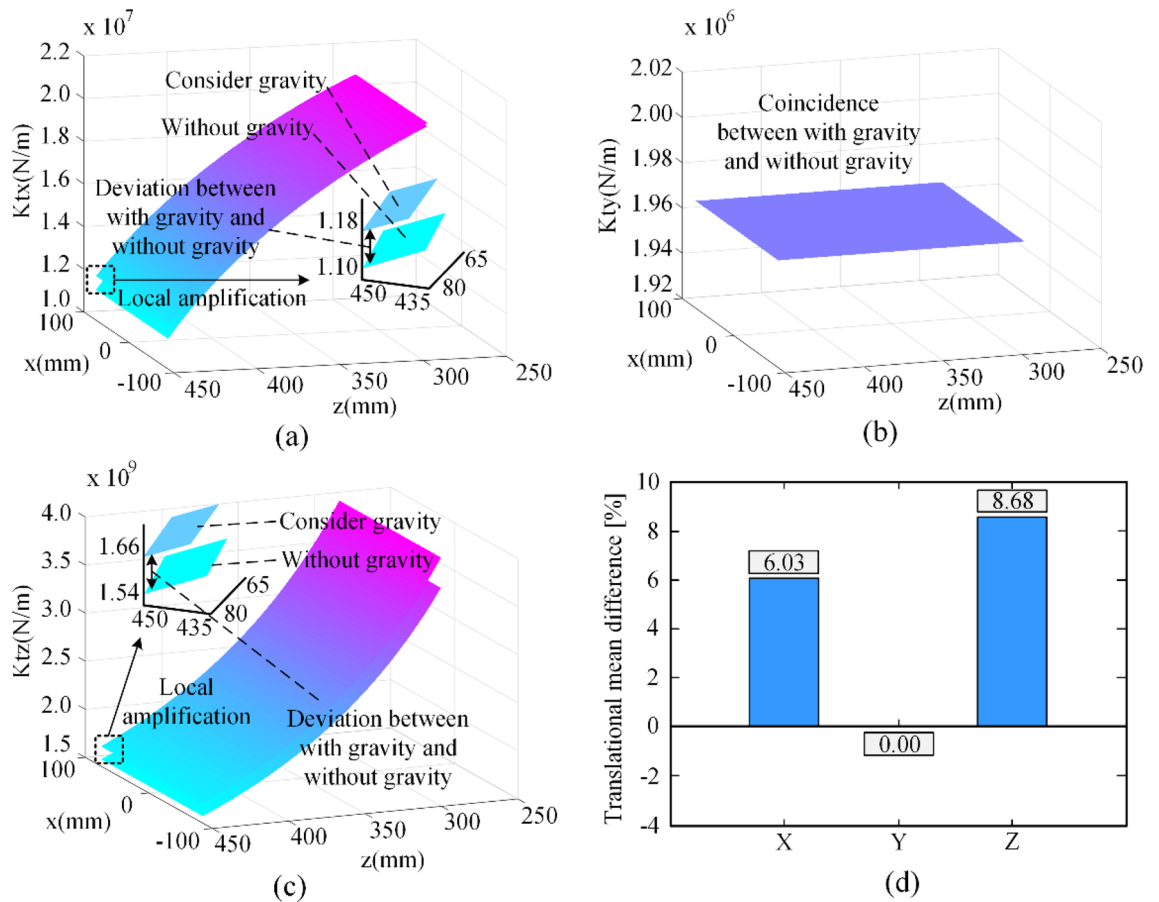 x 10⁷
2.2
2.0
1.8
1.6
1.4
1.2
1.0
Ktx(N/m)
Consider gravity
Without gravity
Deviation between
with gravity and
without gravity
Local amplification
1.18
1.10
450
435
80
65
100
0
-100
x(mm)
450
400
350
300
250
z(mm)
(a)
x 10⁶
2.02
2.00
1.98
1.96
1.94
1.92
Kty(N/m)
Coincidence
between with gravity
and without gravity
100
0
-100
x(mm)
450
400
350
300
250
z(mm)
(b)
x 10⁹
4.0
3.5
3.0
2.5
2.0
1.5
Ktz(N/m)
1.66
1.54
450
435
80
65
Consider gravity
Without gravity
Local
amplification
Deviation between
with gravity and
without gravity
100
0
-100
x(mm)
450
400
350
300
250
z(mm)
(c)
Translational mean difference [%]
10
8
6
4
2
0
-2
-4
6.03
0.00
8.68
X
Y
Z
(d)